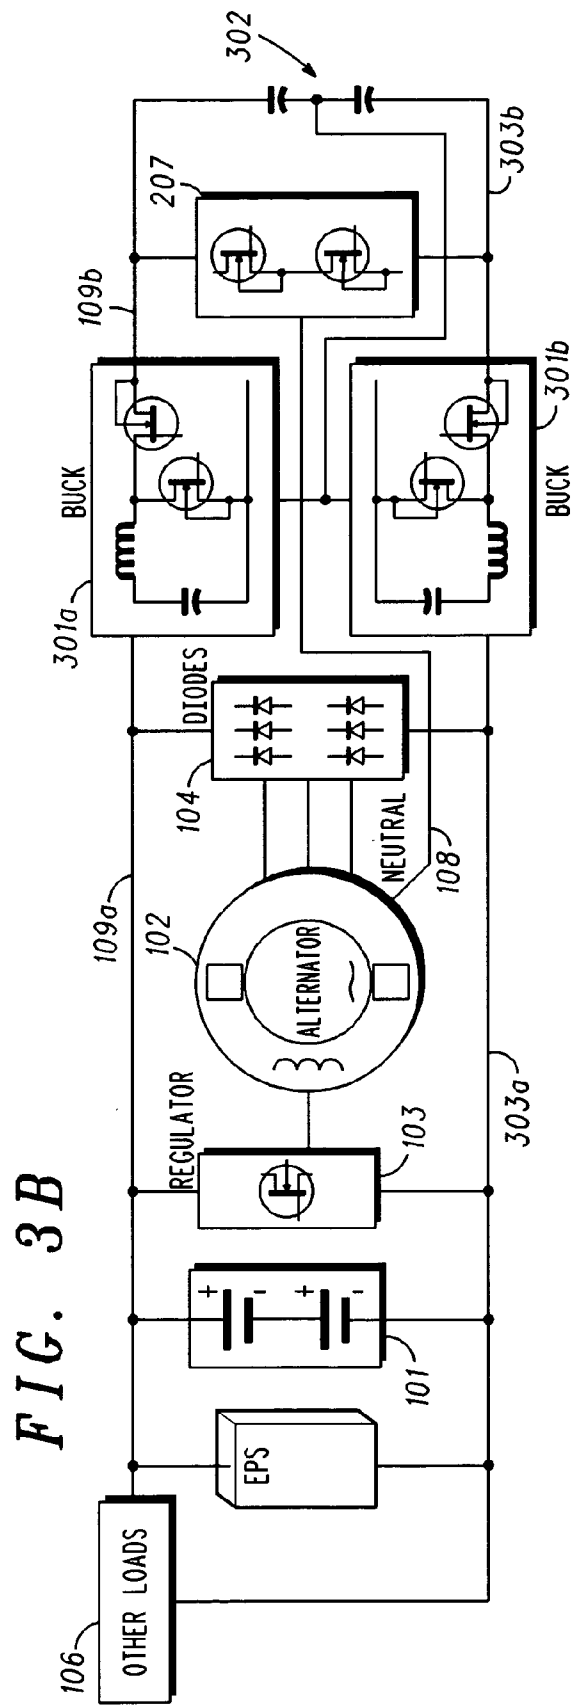 FIG. 3B
106
OTHER LOADS
EPS
+
-
+
-
101
REGULATOR
103
109a
102
ALTERNATOR
NEUTRAL
108
303a
104
DIODES
301a
BUCK
109b
207
302
303b
301b
BUCK